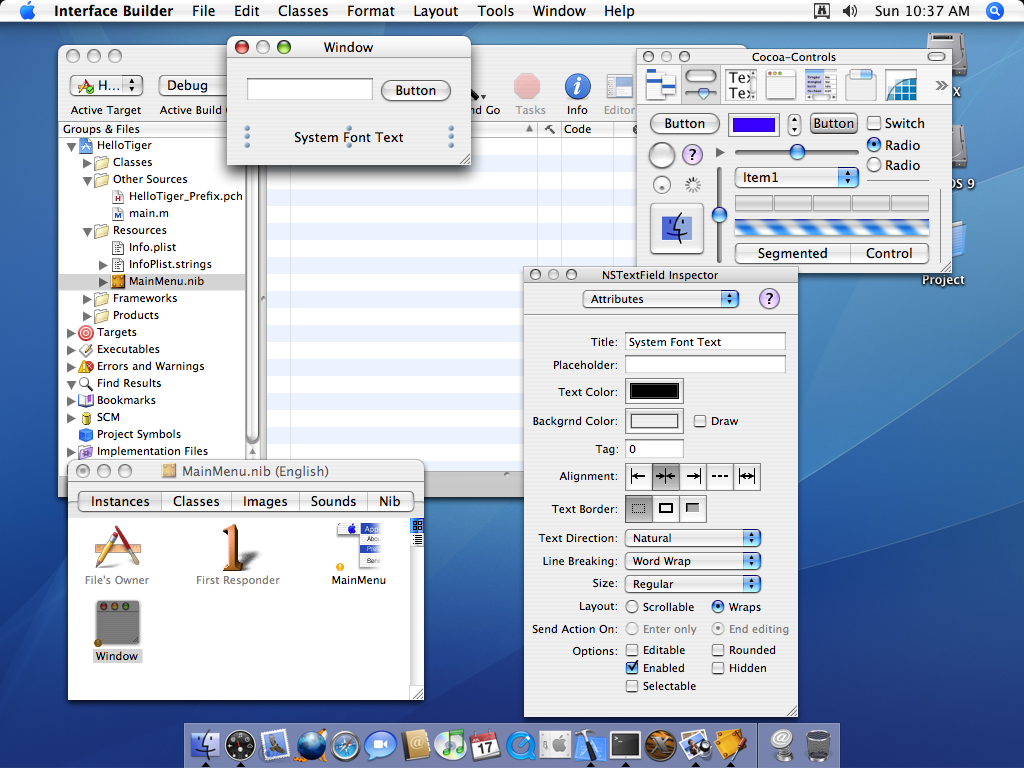 Interface Builder File Edit Classes Format Layout Tools Window Help Sun 10:37 AM
Window
Button
System Font Text
H... Debug
Active Target Active Build nd Go Tasks Info Editor
Groups & Files Code
HelloTiger
Classes
Other Sources
HelloTiger_Prefix.pch
main.m
Resources
Info.plist
InfoPlist.strings
MainMenu.nib
Frameworks
Products
Targets
Executables
Errors and Warnings
Find Results
Bookmarks
SCM
Project Symbols
Implementation Files
Cocoa-Controls
Tex
Tex
Button Button Switch
Radio
Radio
Item1
Segmented Control
X
OS 9
Project
NSTextField Inspector
Attributes ?
Title: System Font Text
Placeholder:
Text Color:
Backgrnd Color: Draw
Tag: 0
Alignment:
Text Border:
Text Direction: Natural
Line Breaking: Word Wrap
Size: Regular
Layout: Scrollable Wraps
Send Action On: Enter only End editing
Options: Editable Rounded
Enabled Hidden
Selectable
MainMenu.nib (English)
Instances Classes Images Sounds Nib
File's Owner First Responder MainMenu
Window
17